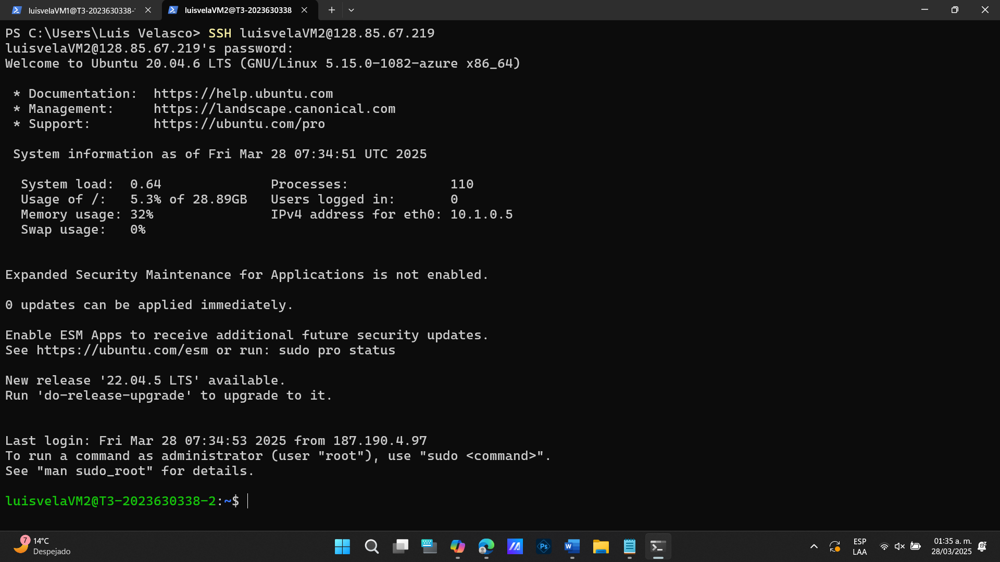 luisvelaVM1@T3-2023630338-
luisvelaVM2@T3-2023630338
PS C:\Users\Luis Velasco> SSH luisvelaVM2@128.85.67.219
luisvelaVM2@128.85.67.219's password:
Welcome to Ubuntu 20.04.6 LTS (GNU/Linux 5.15.0-1082-azure x86_64)
* Documentation:  https://help.ubuntu.com
* Management:     https://landscape.canonical.com
* Support:        https://ubuntu.com/pro
System information as of Fri Mar 28 07:34:51 UTC 2025
System load:  0.64              Processes:             110
Usage of /:   5.3% of 28.89GB   Users logged in:       0
Memory usage: 32%               IPv4 address for eth0: 10.1.0.5
Swap usage:   0%
Expanded Security Maintenance for Applications is not enabled.
0 updates can be applied immediately.
Enable ESM Apps to receive additional future security updates.
See https://ubuntu.com/esm or run: sudo pro status
New release '22.04.5 LTS' available.
Run 'do-release-upgrade' to upgrade to it.
Last login: Fri Mar 28 07:34:53 2025 from 187.190.4.97
To run a command as administrator (user "root"), use "sudo <command>".
See "man sudo_root" for details.
luisvelaVM2@T3-2023630338-2:~$
7
14°C
Despejado
Ps
W
ESP
LAA
01:35 a. m.
28/03/2025